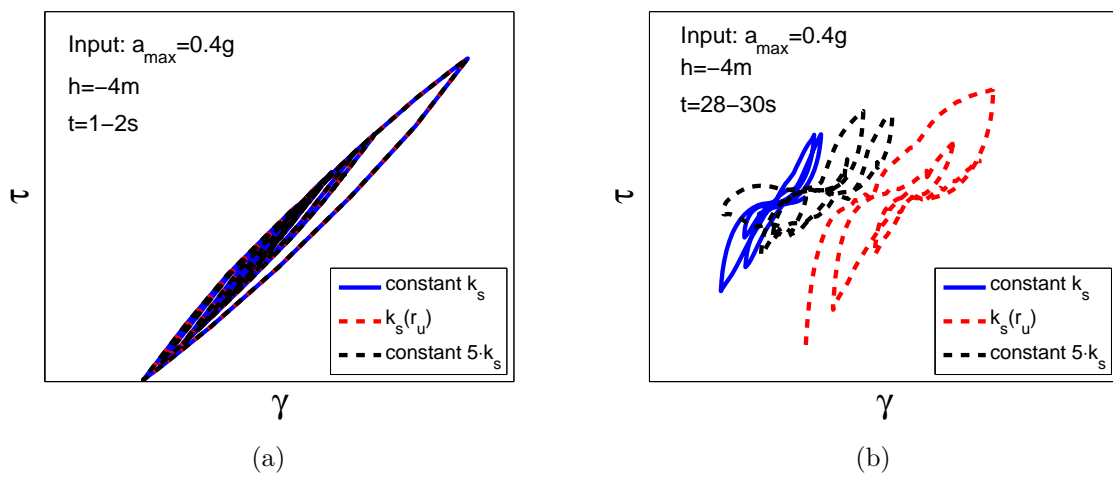 Input: a_max=0.4g
h=−4m
t=1−2s
τ
constant k_s
k_s(r_u)
constant 5·k_s
γ
(a)
Input: a_max=0.4g
h=−4m
t=28−30s
τ
constant k_s
k_s(r_u)
constant 5·k_s
γ
(b)